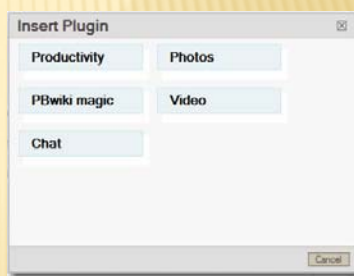 Insert Plugin
Productivity Photos
PBwiki magic Video
Chat
Cancel